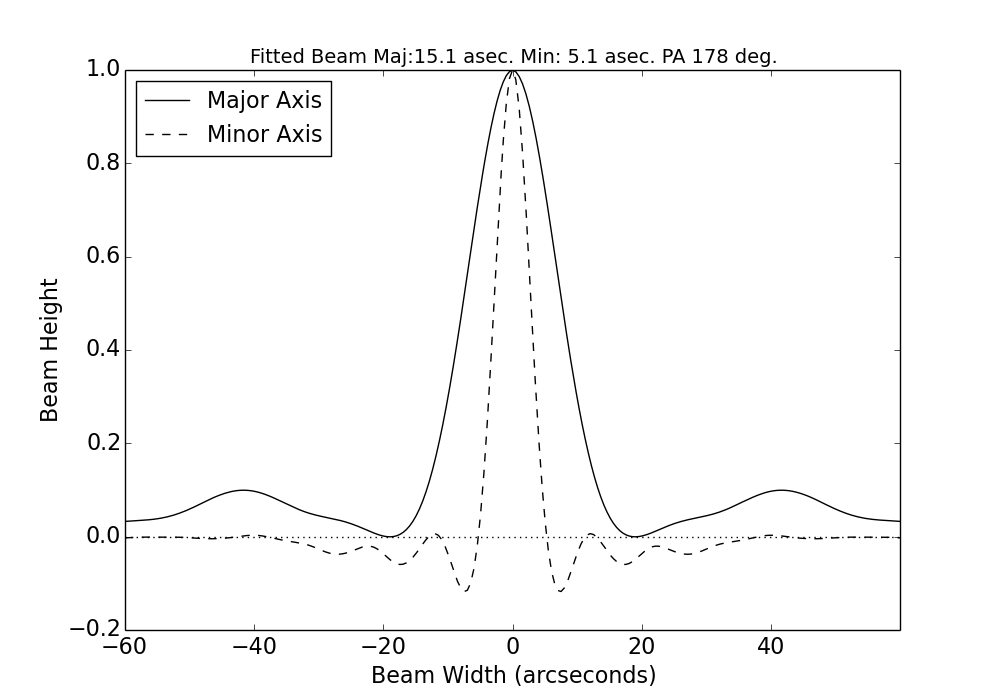 Fitted Beam Maj:15.1 asec. Min: 5.1 asec. PA 178 deg.
1.0
Major Axis
Minor Axis
0.8
0.6
0.4
0.2
0.0
−0.2
Beam Height
−60
−40
−20
0
20
40
Beam Width (arcseconds)